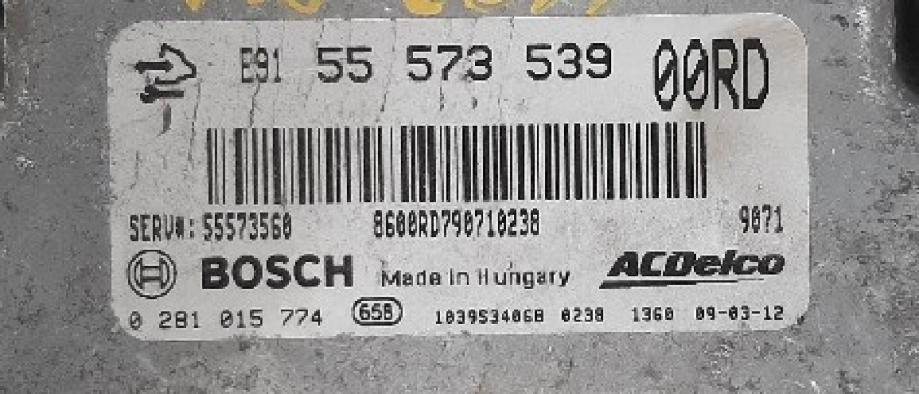 E91 55 573 539 00RD
SERV#: 55573560 8600RD790710238 9071
BOSCH Made in Hungary ACDelco
0 281 015 774 65B 1039S34068 0238 1360 09-03-12